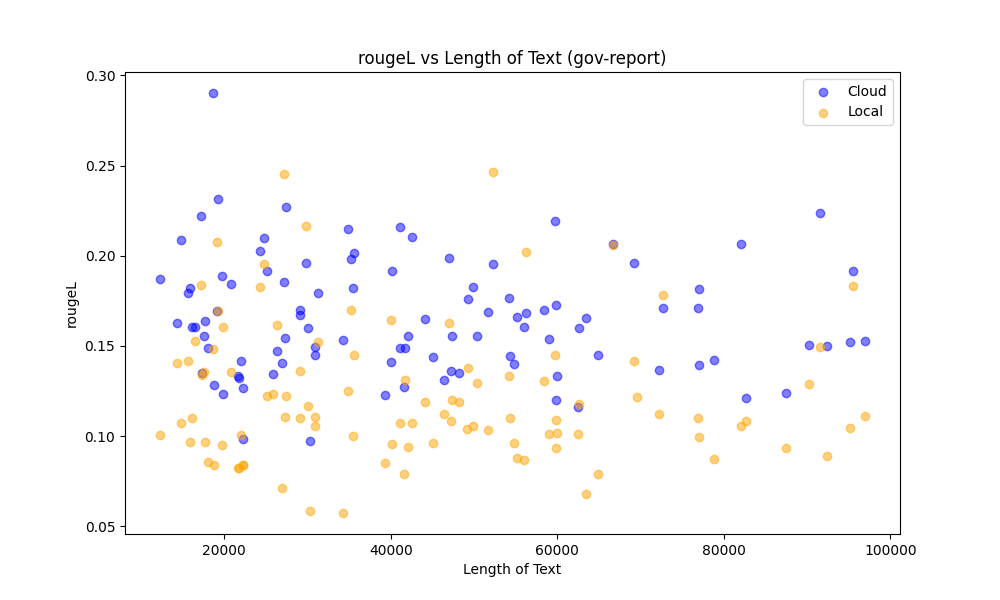 rougeL vs Length of Text (gov-report)
Cloud
Local
0.30
0.25
0.20
0.15
0.10
0.05
rougeL
20000 40000 60000 80000 100000
Length of Text